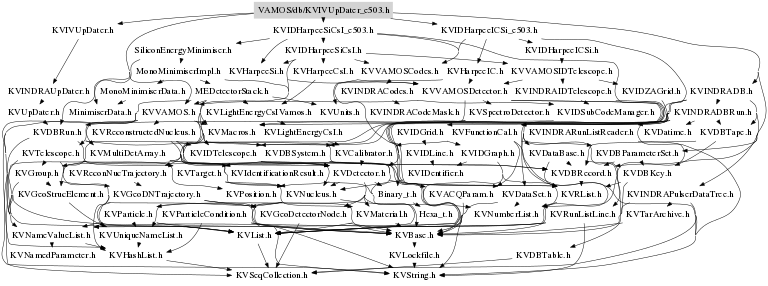 VAMOS/db/KVIVUpDater_e503.h
KVIVUpDater.h KVIDHarpeeSiCsI_e503.h KVIDHarpeeICSi_e503.h
SiliconEnergyMinimiser.h KVIDHarpeeSiCsI.h KVIDHarpeeICSi.h
MonoMinimiserImpl.h KVHarpeeSi.h KVHarpeeCsI.h KVVAMOSCodes.h KVHarpeeIC.h KVVAMOSIDTelescope.h
KVINDRAUpDater.h MonoMinimiserData.h MEDetectorStack.h KVINDRACodes.h KVVAMOSDetector.h KVINDRAIDTelescope.h KVIDZAGrid.h KVINDRADB.h
KVUpDater.h MinimiserData.h KVVAMOS.h KVLightEnergyCsIVamos.h KVUnits.h KVINDRACodeMask.h KVSpectroDetector.h KVIDSubCodeManager.h KVINDRADBRun.h
KVDBRun.h KVReconstructedNucleus.h KVMacros.h KVLightEnergyCsI.h KVIDGrid.h KVFunctionCal.h KVINDRARunListReader.h KVDatime.h KVDBTape.h
KVTelescope.h KVMultiDetArray.h KVIDTelescope.h KVDBSystem.h KVCalibrator.h KVIDLine.h KVIDGraph.h KVDataBase.h KVDBParameterSet.h
KVGroup.h KVReconNucTrajectory.h KVTarget.h KVIdentificationResult.h KVDetector.h KVIdentifier.h KVDBRecord.h KVDBKey.h
KVGeoStrucElement.h KVGeoDNTrajectory.h KVPosition.h KVNucleus.h Binary_t.h KVACQParam.h KVDataSet.h KVRList.h KVINDRAPulserDataTree.h
KVParticle.h KVParticleCondition.h KVGeoDetectorNode.h KVMaterial.h Hexa_t.h KVNumberList.h KVRunListLine.h KVTarArchive.h
KVNameValueList.h KVUniqueNameList.h KVList.h KVBase.h
KVNamedParameter.h KVHashList.h KVLockfile.h KVDBTable.h
KVSeqCollection.h KVString.h